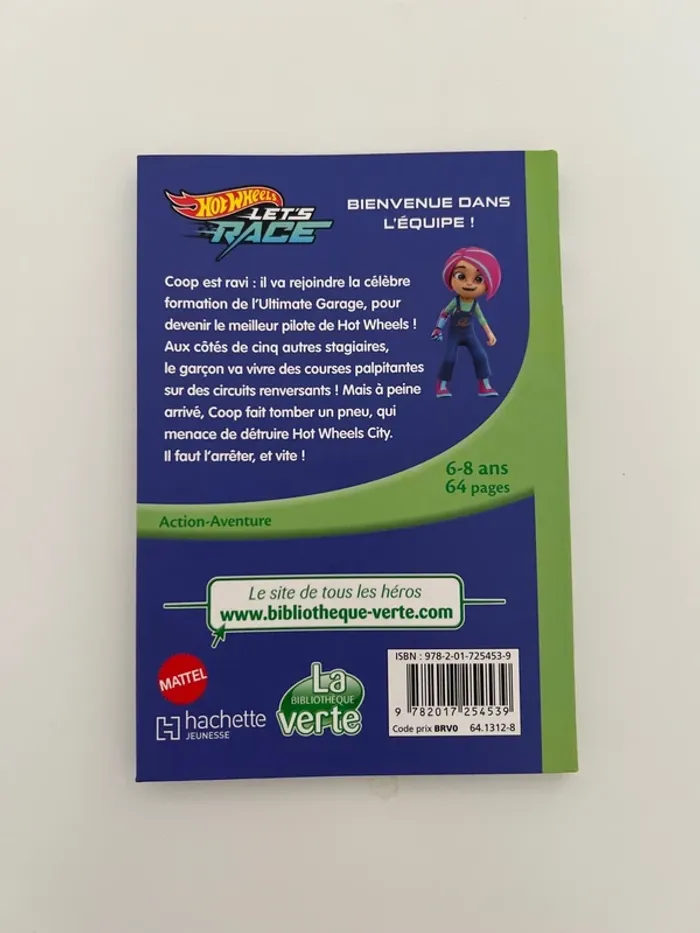 HOT WHEELS
LET'S
RACE
BIENVENUE DANS
L'ÉQUIPE !
Coop est ravi : il va rejoindre la célèbre
formation de l'Ultimate Garage, pour
devenir le meilleur pilote de Hot Wheels !
Aux côtés de cinq autres stagiaires,
le garçon va vivre des courses palpitantes
sur des circuits renversants ! Mais à peine
arrivé, Coop fait tomber un pneu, qui
menace de détruire Hot Wheels City.
Il faut l'arrêter, et vite !
6-8 ans
64 pages
Action-Aventure
Le site de tous les héros
www.bibliotheque-verte.com
MATTEL
hachette
JEUNESSE
La
BIBLIOTHÈQUE
verte
ISBN : 978-2-01-725453-9
9 782017 254539
Code prix BRV0 64.1312-8